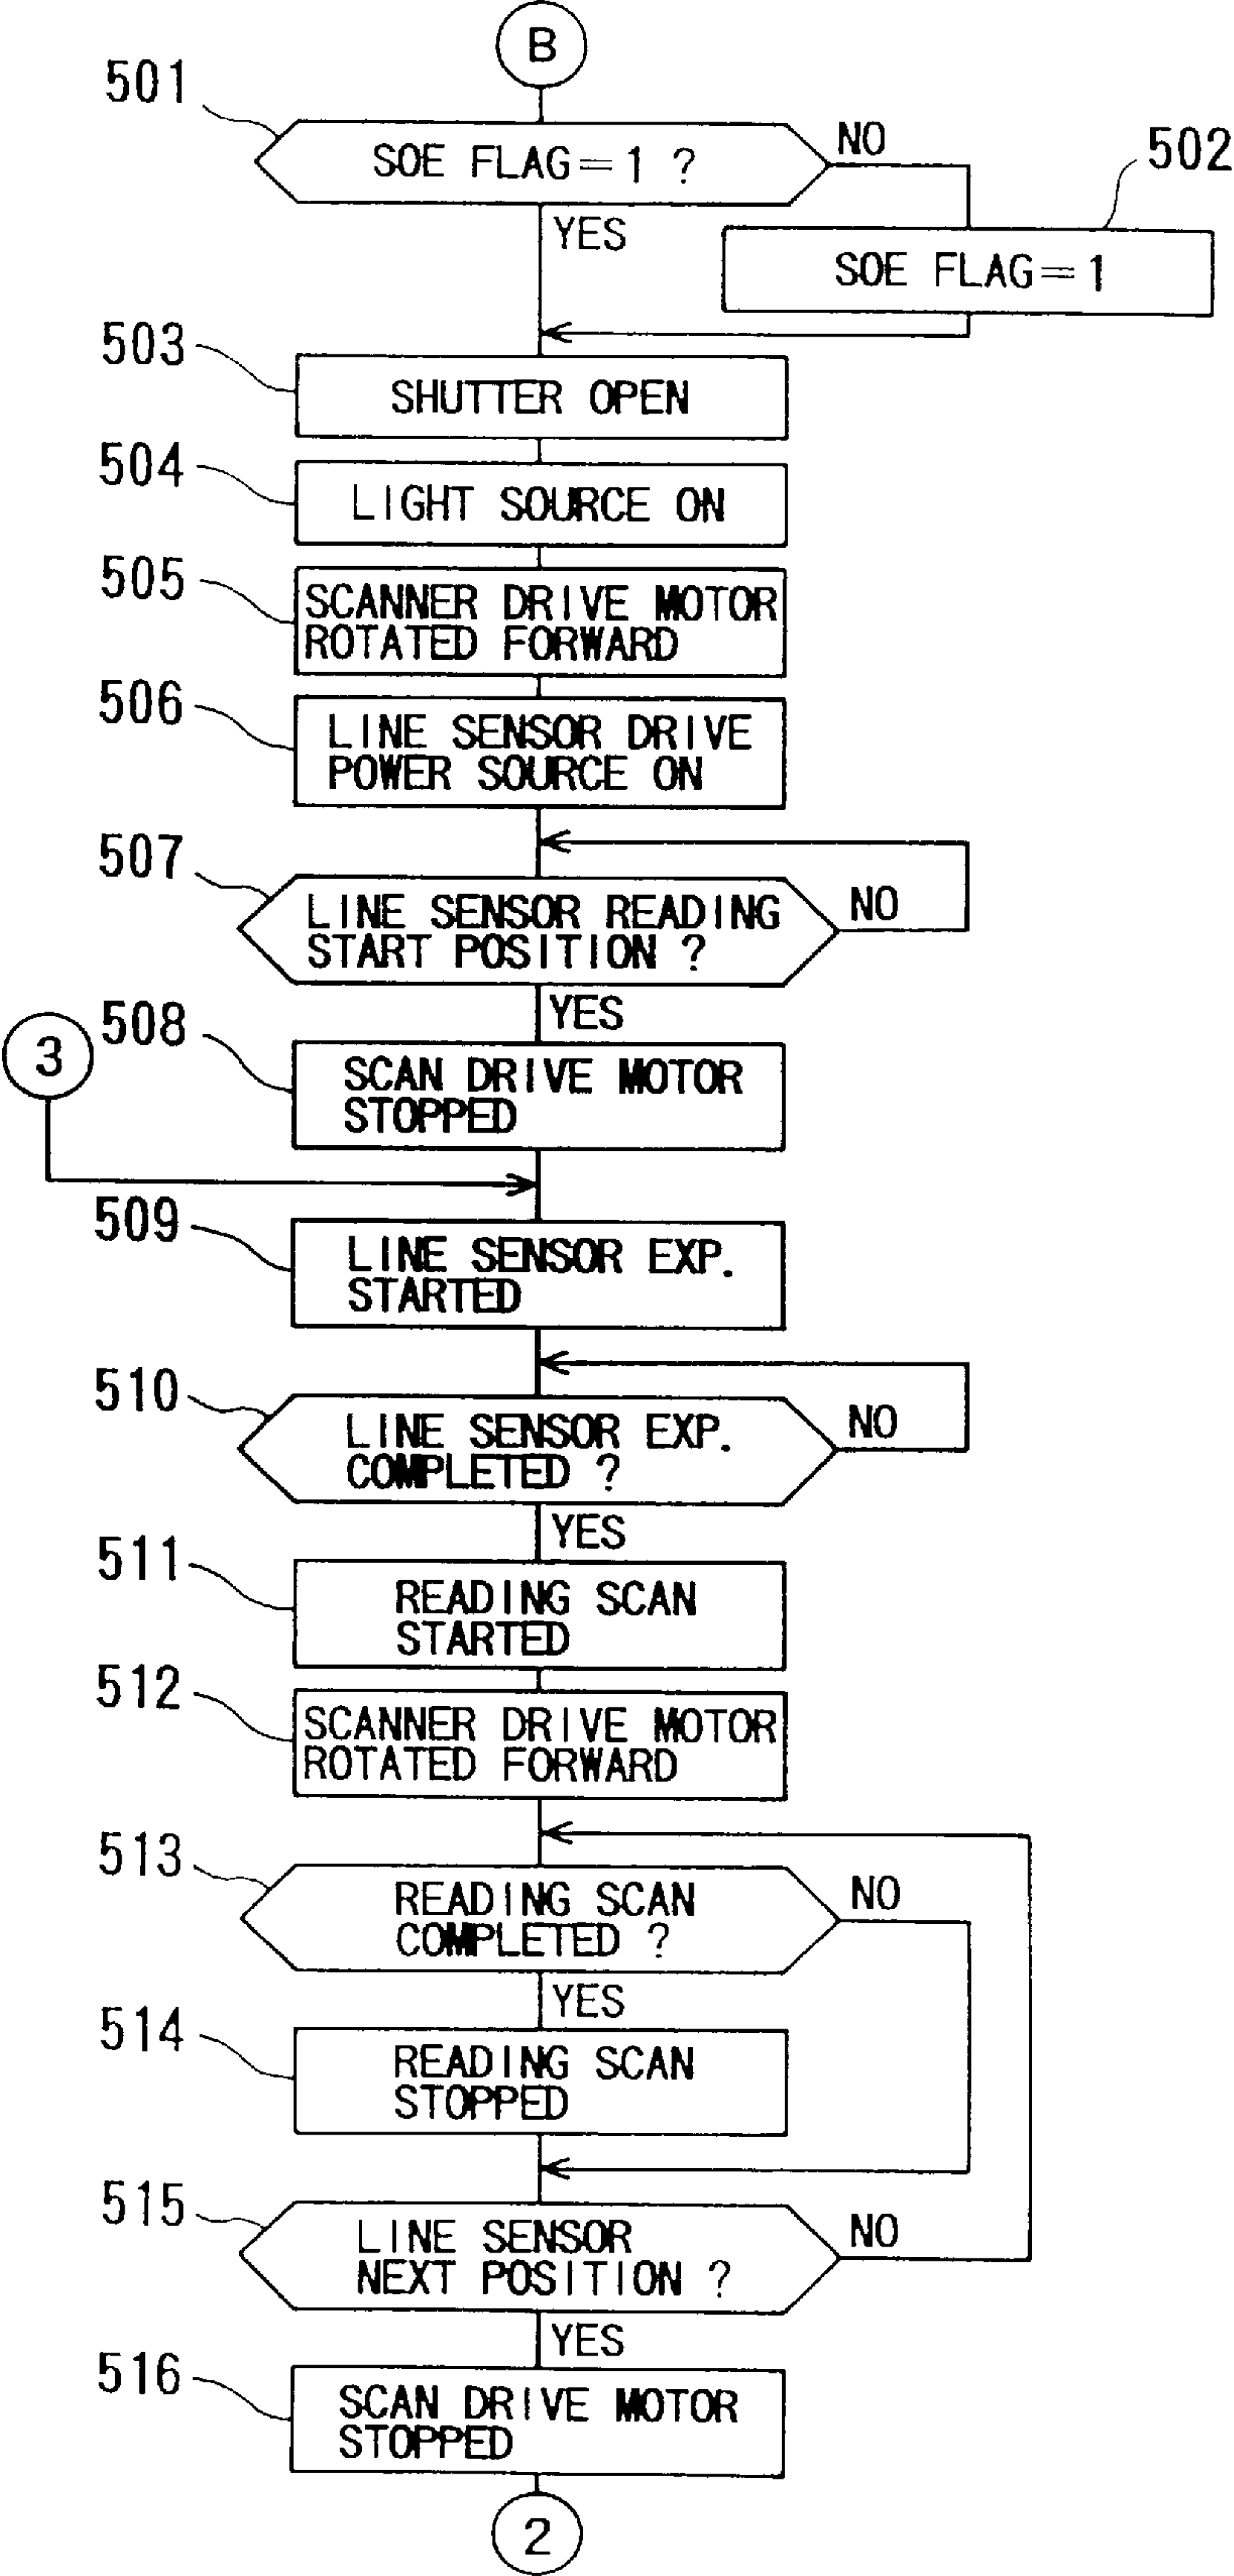 B
501
SOE FLAG=1 ?
NO
502
YES
SOE FLAG=1
503
SHUTTER OPEN
504
LIGHT SOURCE ON
505
SCANNER DRIVE MOTOR
ROTATED FORWARD
506
LINE SENSOR DRIVE
POWER SOURCE ON
507
LINE SENSOR READING
START POSITION ?
NO
YES
3
508
SCAN DRIVE MOTOR
STOPPED
509
LINE SENSOR EXP.
STARTED
510
LINE SENSOR EXP.
COMPLETED ?
NO
YES
511
READING SCAN
STARTED
512
SCANNER DRIVE MOTOR
ROTATED FORWARD
513
READING SCAN
COMPLETED ?
NO
YES
514
READING SCAN
STOPPED
515
LINE SENSOR
NEXT POSITION ?
NO
YES
516
SCAN DRIVE MOTOR
STOPPED
2